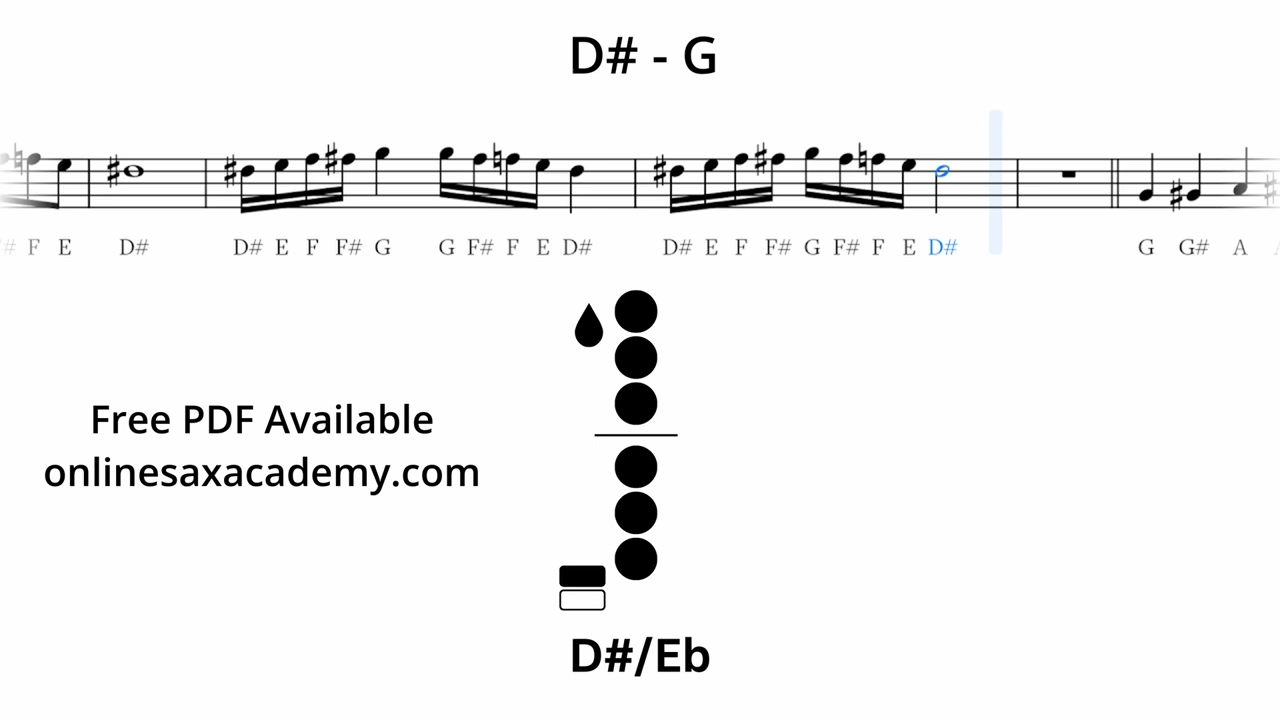 D# - G
F E D# D# E F F# G G F# F E D# D# E F F# G F# F E D# G G# A
Free PDF Available
onlinesaxacademy.com
D#/Eb